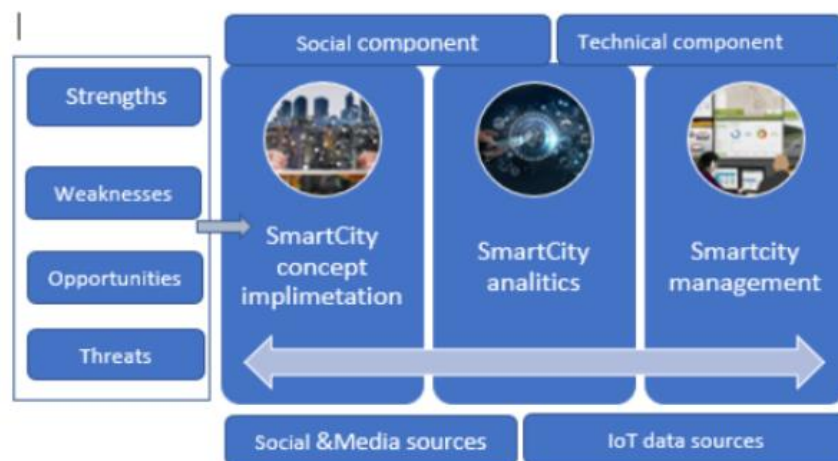 Social component
Technical component
Strengths
Weaknesses
Opportunities
Threats
SmartCity
concept
implimetation
SmartCity
analitics
Smartcity
management
Social &Media sources
IoT data sources